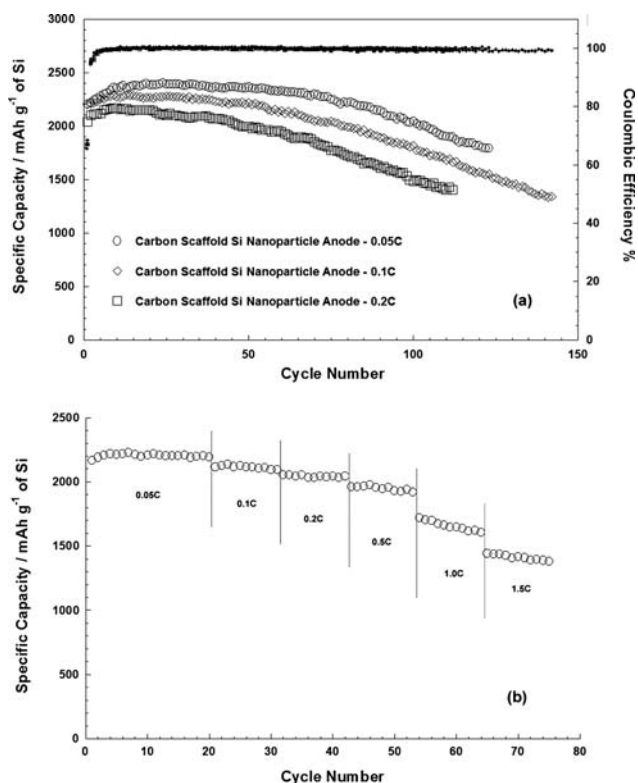 (a)
3000
2500
2000
1500
1000
500
0
100
80
60
40
20
0
Specific Capacity / mAh g⁻¹ of Si
Coulombic Efficiency %
Carbon Scaffold Si Nanoparticle Anode - 0.05C
Carbon Scaffold Si Nanoparticle Anode - 0.1C
Carbon Scaffold Si Nanoparticle Anode - 0.2C
0 50 100 150
Cycle Number
2500
2000
1500
1000
500
0
Specific Capacity / mAh g⁻¹ of Si
0.05C 0.1C 0.2C 0.5C 1.0C 1.5C
(b)
0 10 20 30 40 50 60 70 80
Cycle Number